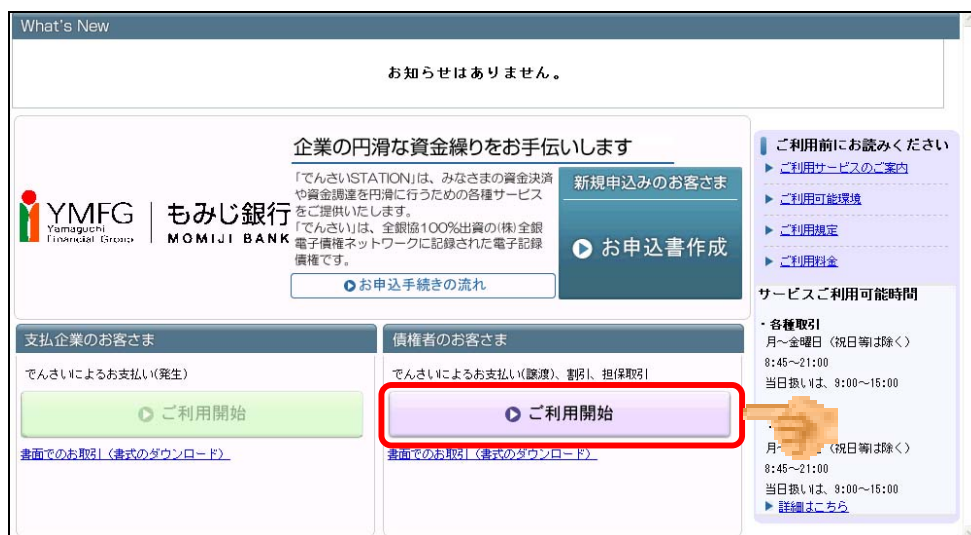 What's New
お知らせはありません。
YMFG
Yamaguchi
Financial Group
もみじ銀行
MOMIJI BANK
企業の円滑な資金繰りをお手伝いします
「でんさいSTATION」は、みなさまの資金決済
や資金調達を円滑に行うための各種サービス
をご提供いたします。
「でんさい」は、全銀協100%出資の(株)全銀
電子債権ネットワークに記録された電子記録
債権です。
お申込手続きの流れ
新規申込みのお客さま
お申込書作成
支払企業のお客さま
でんさいによるお支払い(発生)
ご利用開始
書面でのお取引（書式のダウンロード）
債権者のお客さま
でんさいによるお支払い(譲渡)、割引、担保取引
ご利用開始
書面でのお取引（書式のダウンロード）
ご利用前にお読みください
ご利用サービスのご案内
ご利用可能環境
ご利用規定
ご利用料金
サービスご利用可能時間
・各種取引
月～金曜日（祝日等は除く）
8:45～21:00
当日扱いは、9:00～15:00
・
月～（祝日等は除く）
8:45～21:00
当日扱いは、9:00～15:00
詳細はこちら